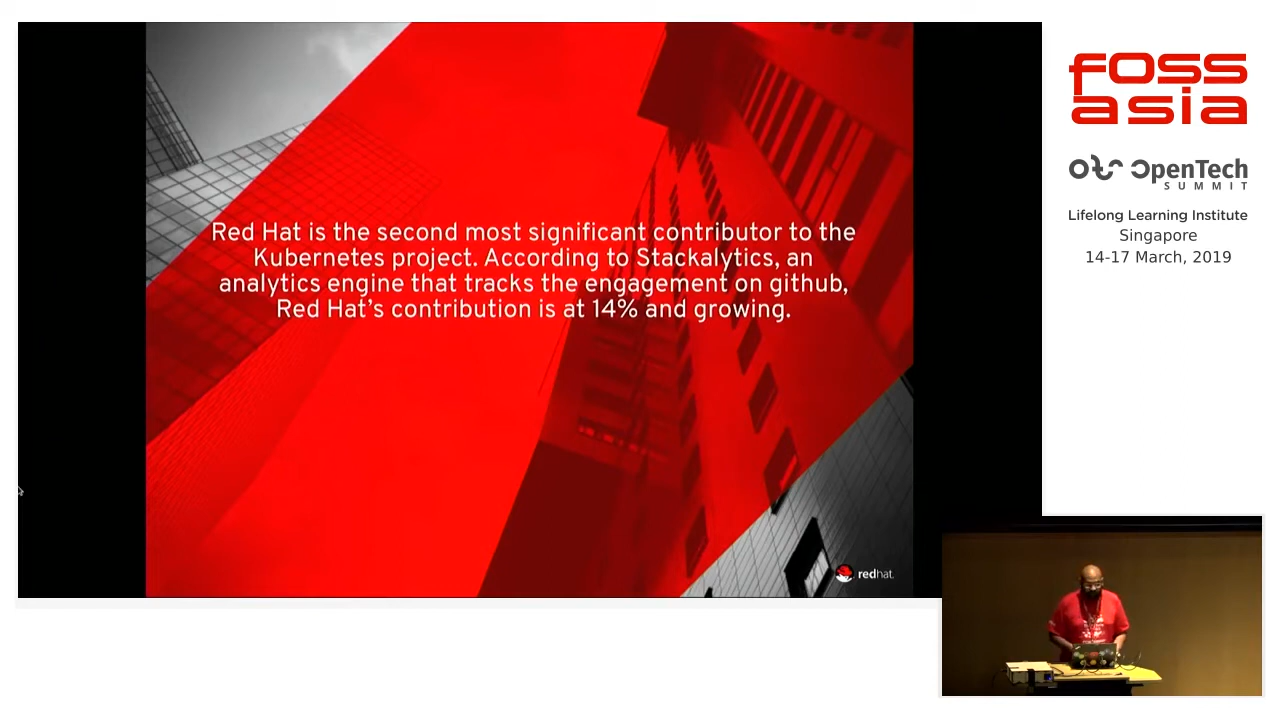 Red Hat is the second most significant contributor to the
Kubernetes project. According to Stackalytics, an
analytics engine that tracks the engagement on github,
Red Hat's contribution is at 14% and growing.
redhat.
fOSS
asia
OpenTech
SUMMIT
Lifelong Learning Institute
Singapore
14-17 March, 2019